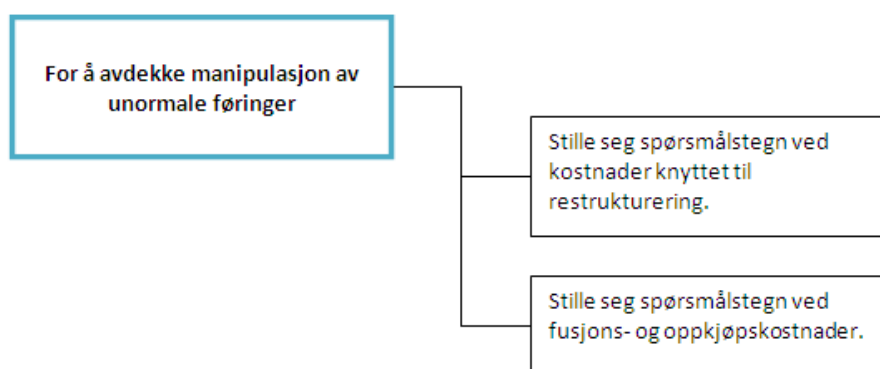 For å avdekke manipulasjon av
unormale føringer
Stille seg spørsmålstegn ved
kostnader knyttet til
restrukturering.
Stille seg spørsmålstegn ved
fusjons- og oppkjøpskostnader.